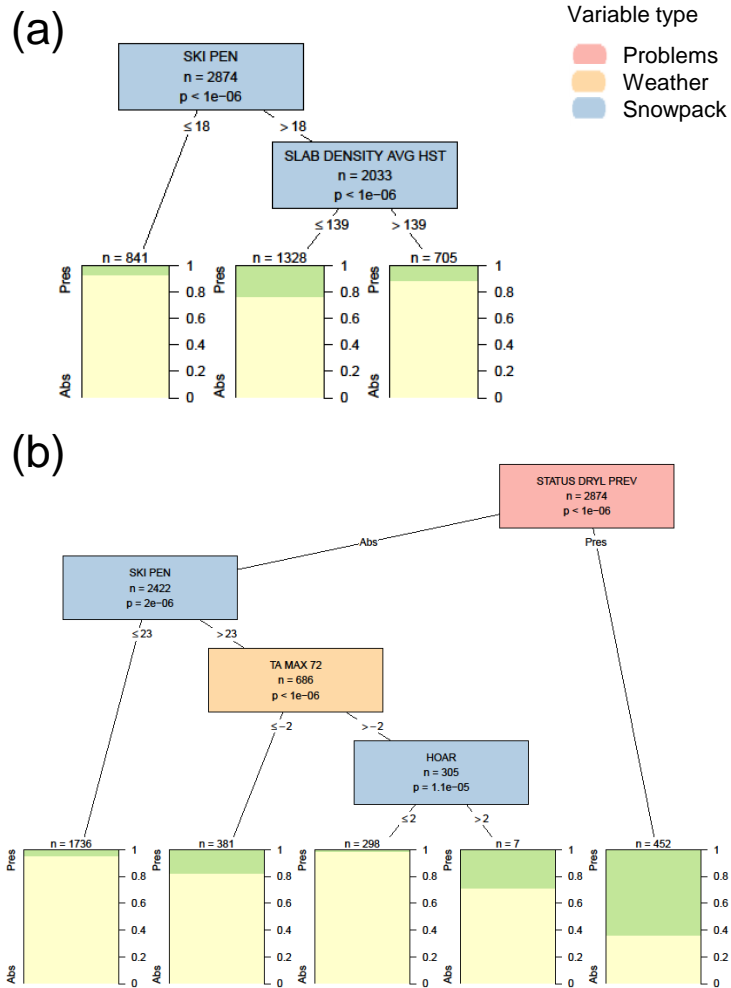 (a)
Variable type
Problems
Weather
Snowpack
SKI PEN
n = 2874
p < 1e−06
≤ 18
> 18
SLAB DENSITY AVG HST
n = 2033
p < 1e−06
≤ 139
> 139
n = 841
Pres
Abs
1
0.8
0.6
0.4
0.2
0
n = 1328
Pres
Abs
1
0.8
0.6
0.4
0.2
0
n = 705
Pres
Abs
1
0.8
0.6
0.4
0.2
0
(b)
STATUS DRYL PREV
n = 2874
p < 1e−06
Abs
Pres
SKI PEN
n = 2422
p = 2e−06
≤ 23
> 23
TA MAX 72
n = 686
p < 1e−06
≤ −2
> −2
HOAR
n = 305
p = 1.1e−05
≤ 2
> 2
n = 1736
Pres
Abs
1
0.8
0.6
0.4
0.2
0
n = 381
Pres
Abs
1
0.8
0.6
0.4
0.2
0
n = 298
Pres
Abs
1
0.8
0.6
0.4
0.2
0
n = 7
Pres
Abs
1
0.8
0.6
0.4
0.2
0
n = 452
Pres
Abs
1
0.8
0.6
0.4
0.2
0